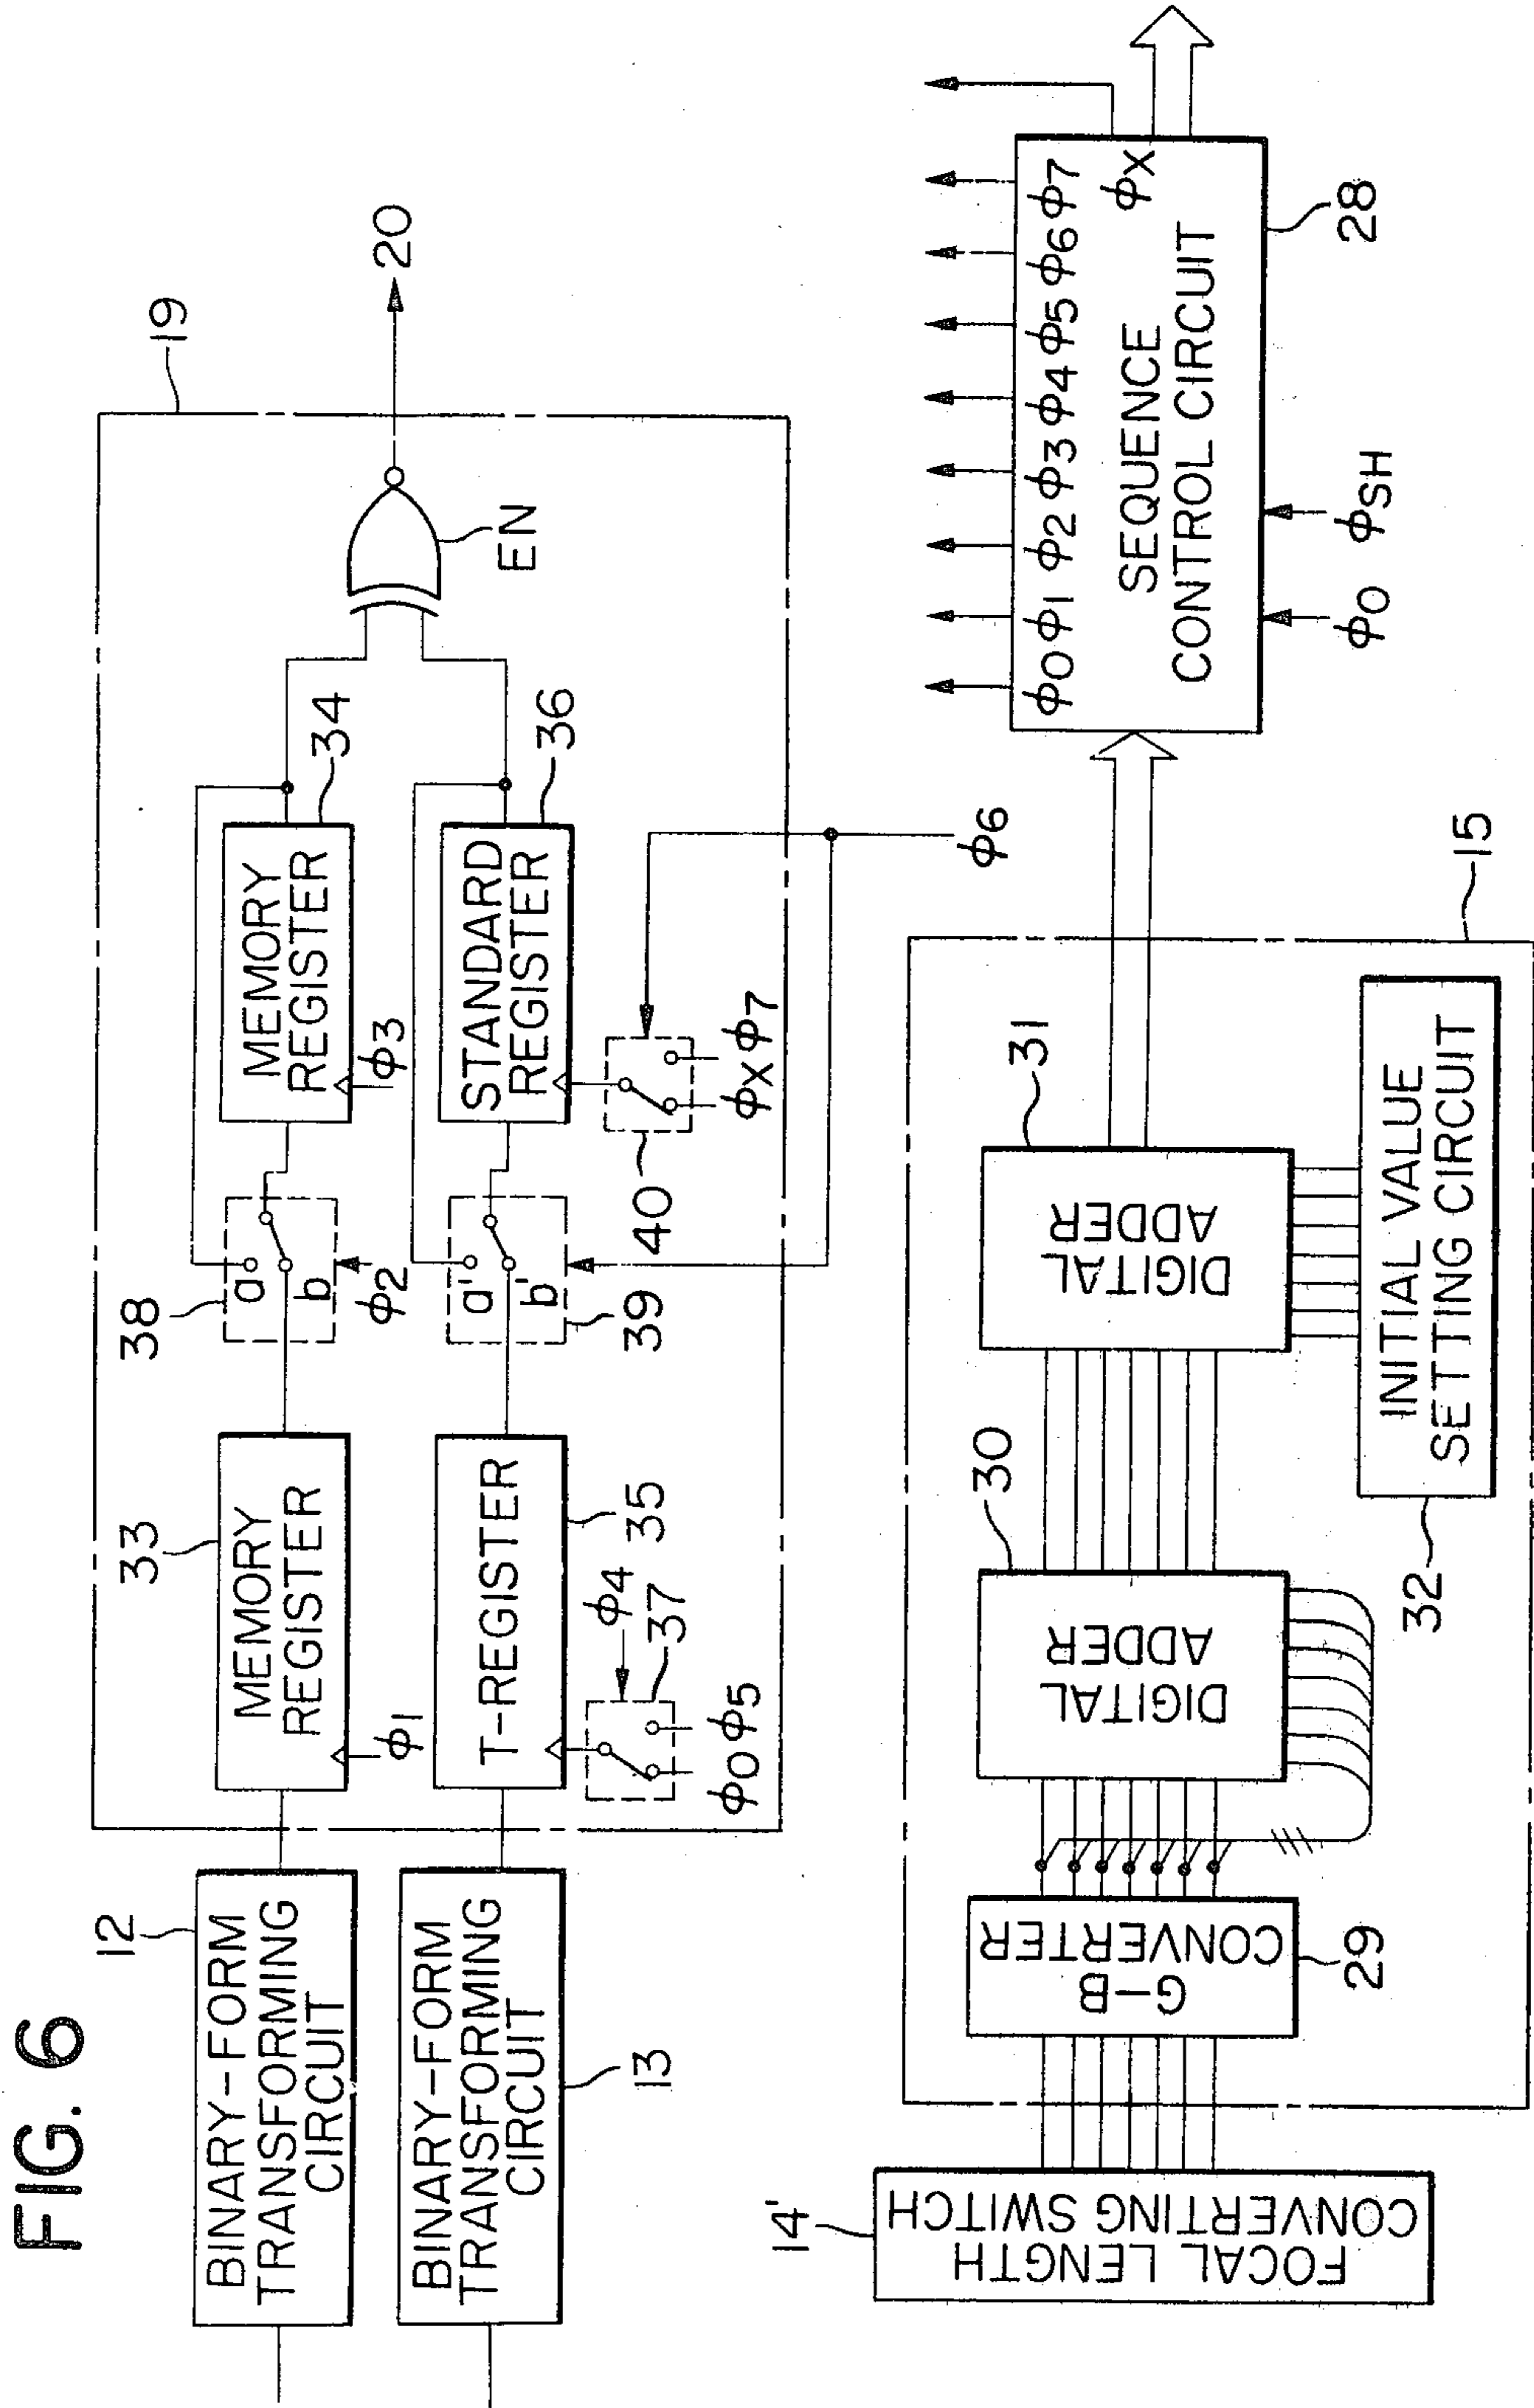 FIG. 6
12
BINARY-FORM
TRANSFORMING
CIRCUIT
BINARY-FORM
TRANSFORMING
CIRCUIT
13
19
33
MEMORY
REGISTER
ϕ1
38
a
b
ϕ2
MEMORY
REGISTER
34
ϕ3
T-REGISTER
35
ϕ4
37
ϕ0 ϕ5
a'
b'
39
STANDARD
REGISTER
36
40
ϕX ϕ7
ϕ6
EN
20
14'
FOCAL LENGTH
CONVERTING SWITCH
G-B
CONVERTER
29
30
DIGITAL
ADDER
31
DIGITAL
ADDER
32
INITIAL VALUE
SETTING CIRCUIT
15
ϕ0 ϕ1 ϕ2 ϕ3 ϕ4 ϕ5 ϕ6 ϕ7
ϕX
SEQUENCE
CONTROL CIRCUIT
28
ϕ0
ϕSH